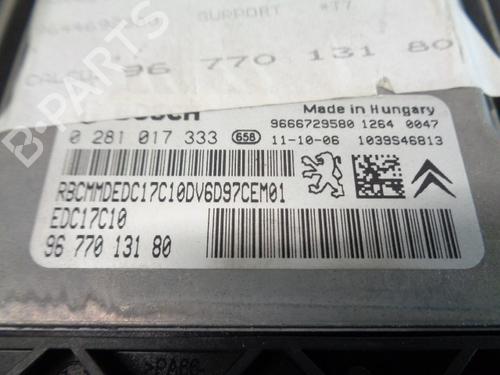 SUPPORT
96 770 131 80
BOSCH
Made in Hungary
9666729580 1264 0047
0 281 017 333 65B 11-10-06 1039S46813
RBCMMDEDC17C10DV6D97CEM01
EDC17C10
96 770 131 80
B-PARTS